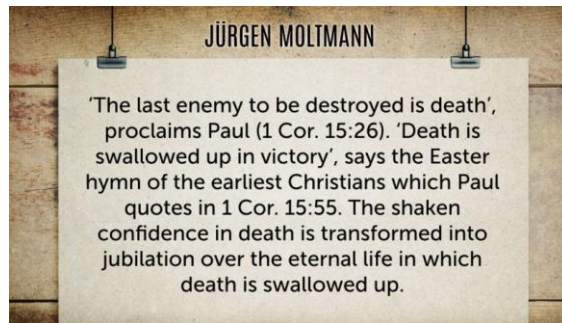 JÜRGEN MOLTMANN
‘The last enemy to be destroyed is death’,
proclaims Paul (1 Cor. 15:26). ‘Death is
swallowed up in victory’, says the Easter
hymn of the earliest Christians which Paul
quotes in 1 Cor. 15:55. The shaken
confidence in death is transformed into
jubilation over the eternal life in which
death is swallowed up.